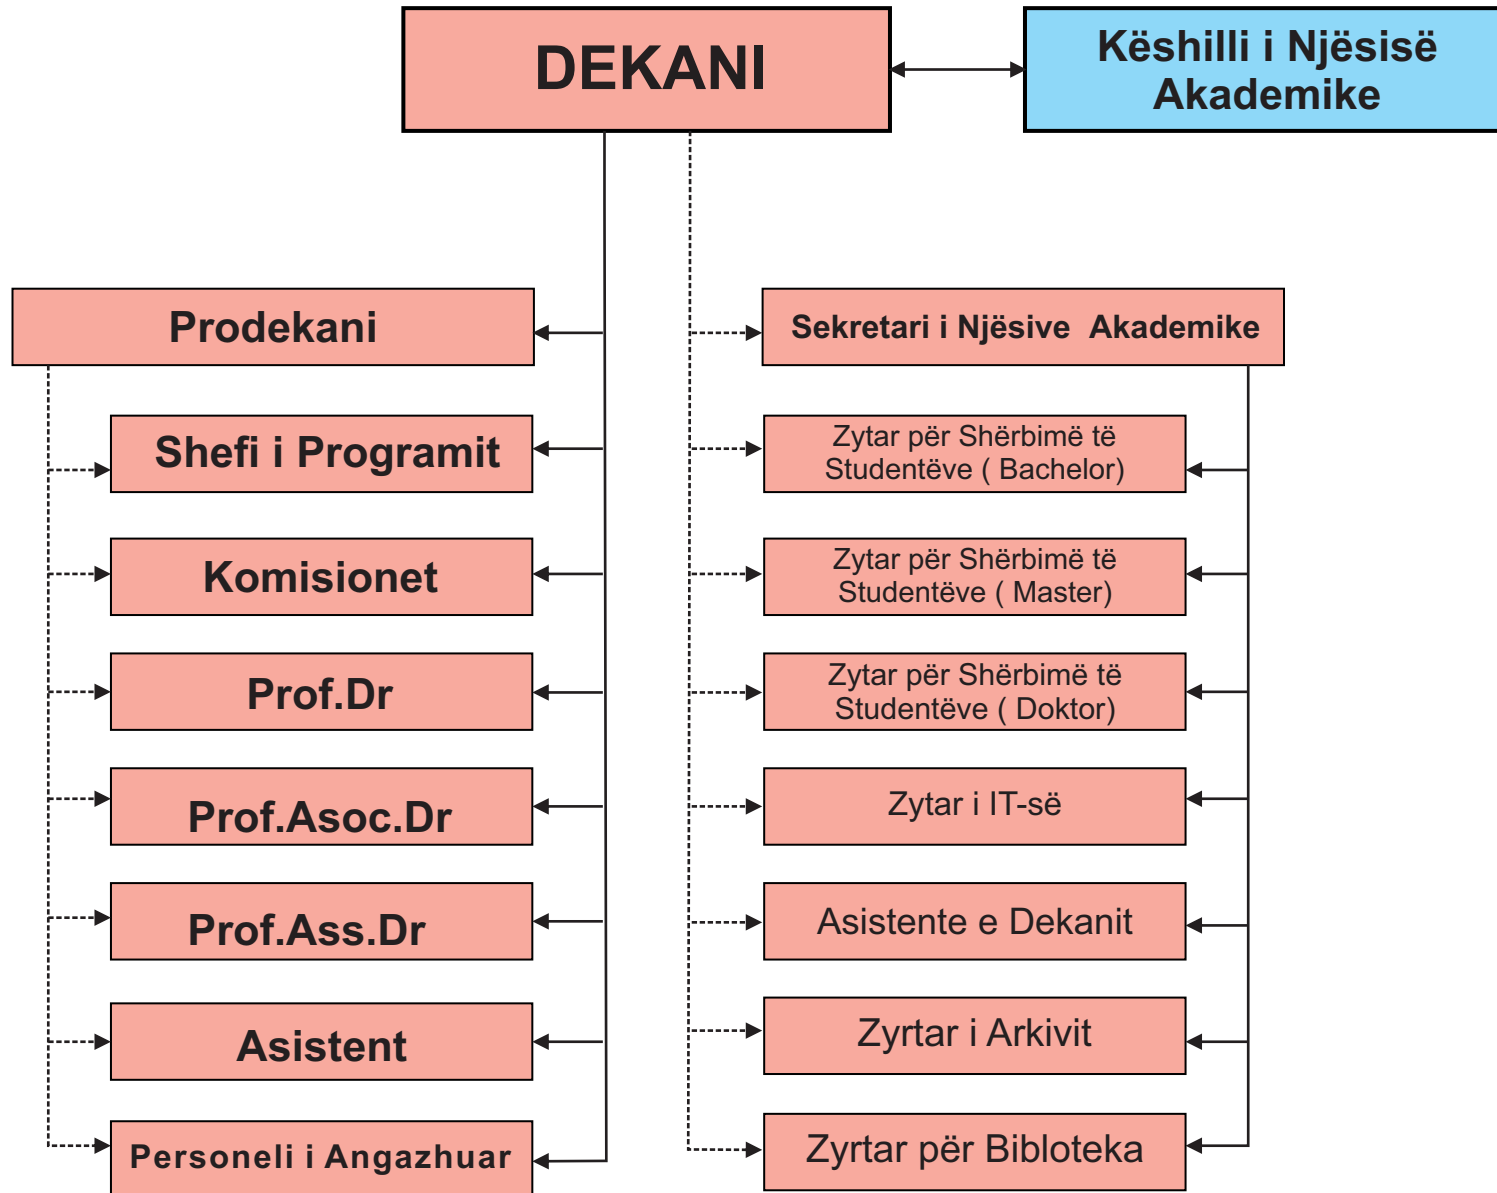 DEKANI
Këshilli i Njësisë
Akademike
Prodekani
Shefi i Programit
Komisionet
Prof.Dr
Prof.Asoc.Dr
Prof.Ass.Dr
Asistent
Personeli i Angazhuar
Sekretari i Njësive Akademike
Zytar për Shërbimë të
Studentëve ( Bachelor)
Zytar për Shërbimë të
Studentëve ( Master)
Zytar për Shërbimë të
Studentëve ( Doktor)
Zytar i IT-së
Asistente e Dekanit
Zyrtar i Arkivit
Zyrtar për Bibloteka